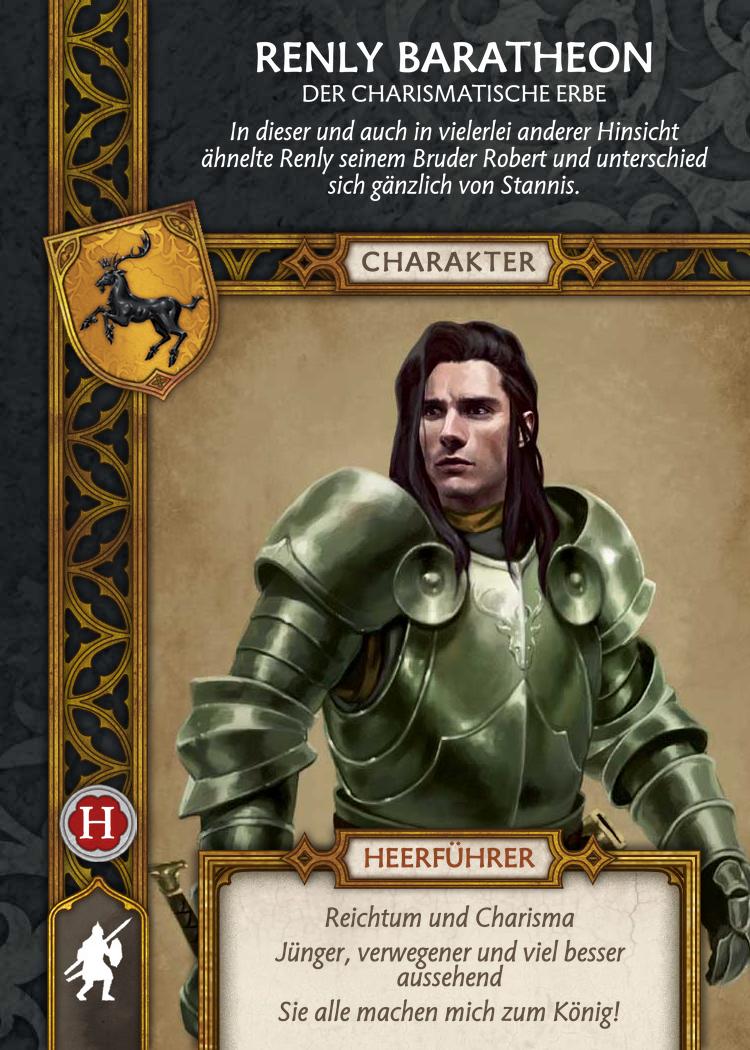 RENLY BARATHEON
DER CHARISMATISCHE ERBE
In dieser und auch in vielerlei anderer Hinsicht
ähnelte Renly seinem Bruder Robert und unterschied
sich gänzlich von Stannis.
CHARAKTER
H
HEERFÜHRER
Reichtum und Charisma
Jünger, verwegener und viel besser
aussehend
Sie alle machen mich zum König!